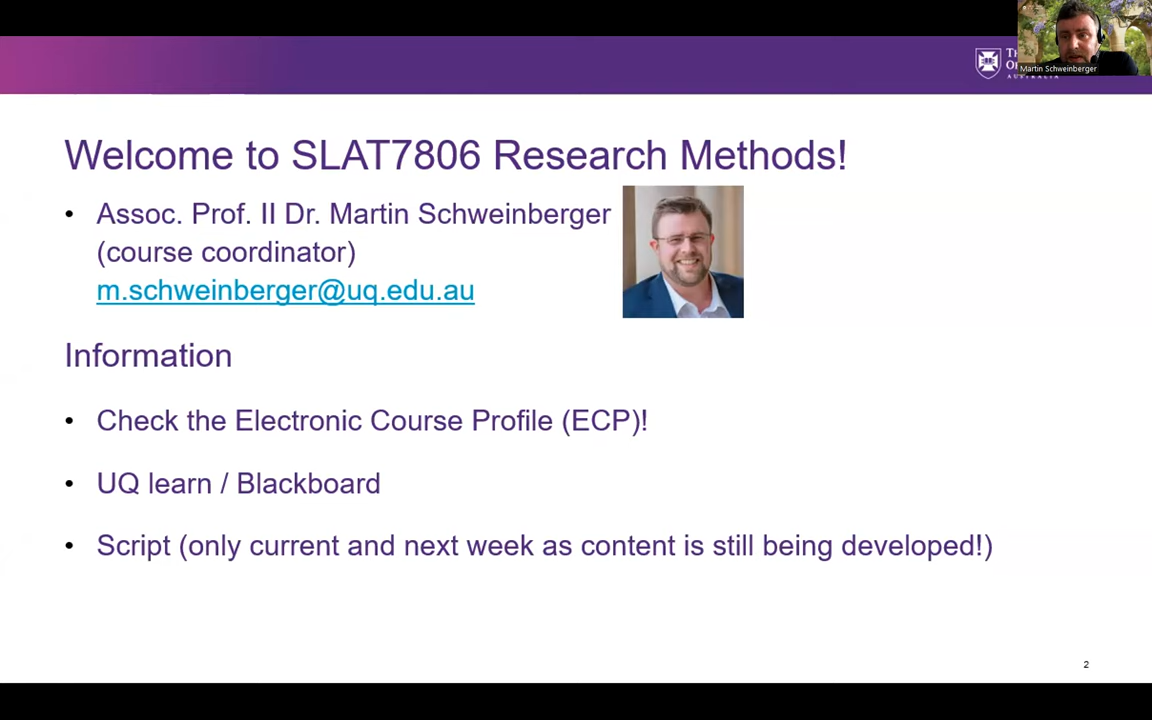 Martin Schweinberger
AUSTRALIA
Welcome to SLAT7806 Research Methods!
• Assoc. Prof. II Dr. Martin Schweinberger
(course coordinator)
m.schweinberger@uq.edu.au
Information
• Check the Electronic Course Profile (ECP)!
• UQ learn / Blackboard
• Script (only current and next week as content is still being developed!)
2